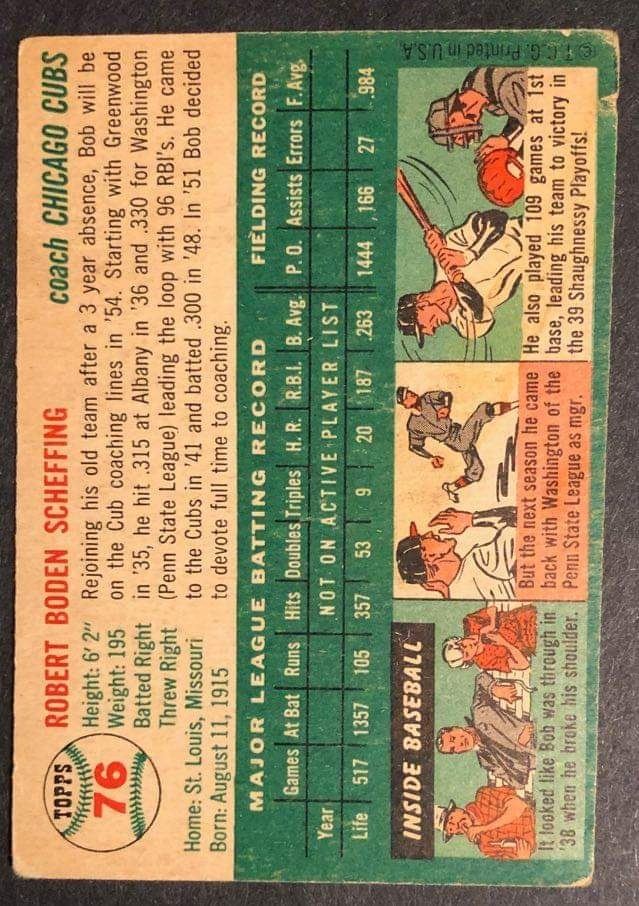 TOPPS
76
ROBERT BODEN SCHEFFING
coach CHICAGO CUBS
Height: 6'2"
Weight: 195
Batted Right
Threw Right
Home: St. Louis, Missouri
Born: August 11, 1915
Rejoining his old team after a 3 year absence, Bob will be
on the Cub coaching lines in '54. Starting with Greenwood
in '35, he hit .315 at Albany in '36 and .330 for Washington
(Penn State League) leading the loop with 96 RBI's. He came
to the Cubs in '41 and batted .300 in '48. In '51 Bob decided
to devote full time to coaching.
MAJOR LEAGUE BATTING RECORD FIELDING RECORD
Games At Bat Runs Hits Doubles Triples H. R. R.B.I. B. Avg. P. O. Assists Errors F. Avg.
Year NOT ON ACTIVE PLAYER LIST
Life 517 1357 105 357 53 9 20 187 .263 1444 166 27 .984
INSIDE BASEBALL
It looked like Bob was through in
'38 when he broke his shoulder.
But the next season he came
back with Washington of the
Penn State League as mgr.
He also played 109 games at 1st
base, leading his team to victory in
the 39 Shaughnessy Playoffs!
© T.C.G. Printed in U.S.A.